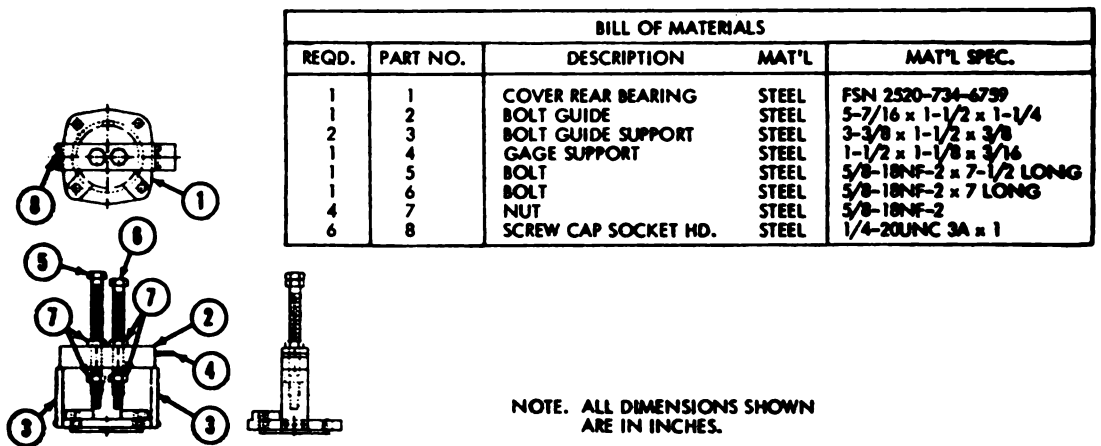 BILL OF MATERIALS
REQD. PART NO. DESCRIPTION MAT'L MAT'L SPEC.
1 1 COVER REAR BEARING STEEL FSN 2520-734-6759
1 2 BOLT GUIDE STEEL 5-7/16 x 1-1/2 x 1-1/4
2 3 BOLT GUIDE SUPPORT STEEL 3-3/8 x 1-1/2 x 3/8
1 4 GAGE SUPPORT STEEL 1-1/2 x 1-1/8 x 3/16
1 5 BOLT STEEL 5/8-18NF-2 x 7-1/2 LONG
1 6 BOLT STEEL 5/8-18NF-2 x 7 LONG
4 7 NUT STEEL 5/8-18NF-2
6 8 SCREW CAP SOCKET HD. STEEL 1/4-20UNC 3A x 1
8 1
6
5
7
7 2
4
3 3
NOTE. ALL DIMENSIONS SHOWN
ARE IN INCHES.